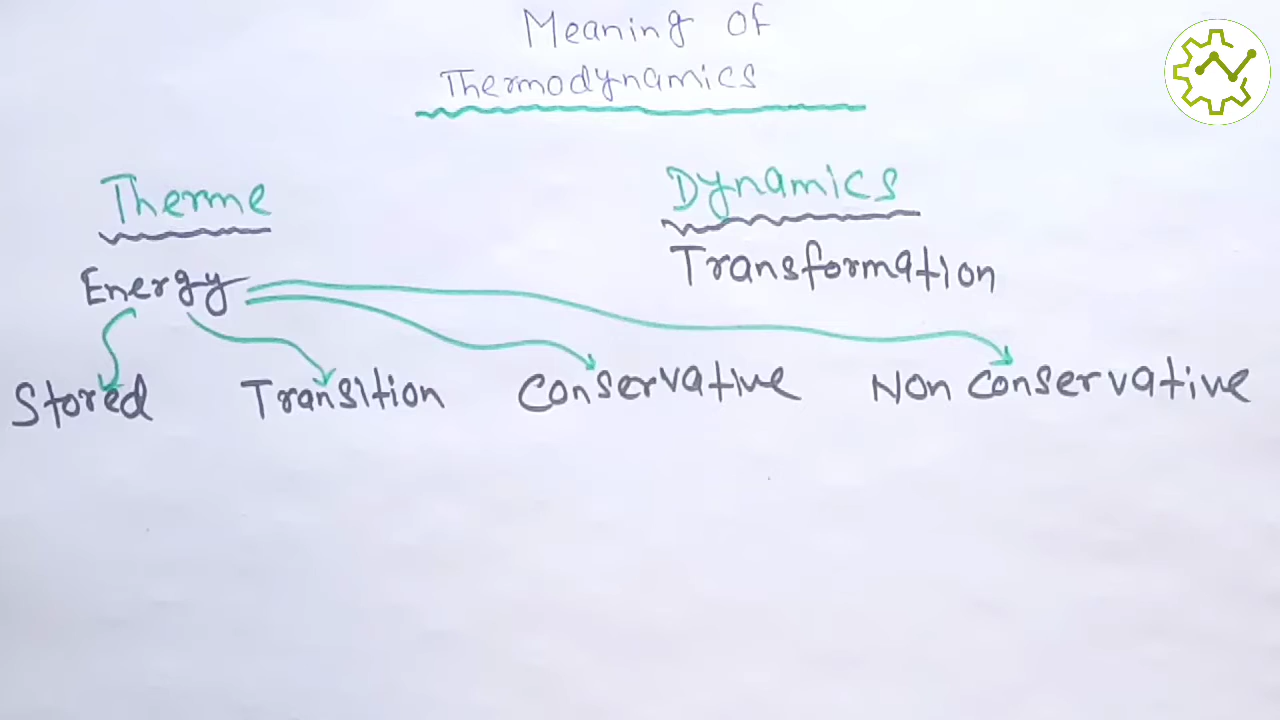 Meaning of
Thermodynamics
Therme
Dynamics
Energy
Transformation
Stored Transition Conservative Non Conservative